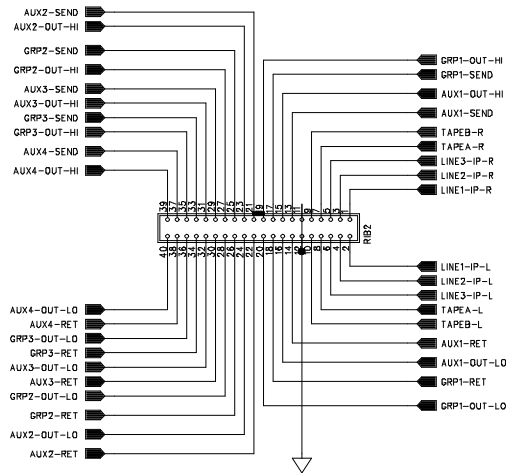 AUX2-SEND
AUX2-OUT-HI
GRP2-SEND
GRP2-OUT-HI
AUX3-SEND
AUX3-OUT-HI
GRP3-SEND
GRP3-OUT-HI
AUX4-SEND
AUX4-OUT-HI
GRP1-OUT-HI
GRP1-SEND
AUX1-OUT-HI
AUX1-SEND
TAPEB-R
TAPEA-R
LINE3-IP-R
LINE2-IP-R
LINE1-IP-R
39 37 35 33 31 29 27 25 23 21 19 17 15 13 11 9 7 5 3 1
RIB2
40 38 36 34 32 30 28 26 24 22 20 18 16 14 12 10 8 6 4 2
AUX4-OUT-LO
AUX4-RET
GRP3-OUT-LO
GRP3-RET
AUX3-OUT-LO
AUX3-RET
GRP2-OUT-LO
GRP2-RET
AUX2-OUT-LO
AUX2-RET
LINE1-IP-L
LINE2-IP-L
LINE3-IP-L
TAPEA-L
TAPEB-L
AUX1-RET
AUX1-OUT-LO
GRP1-RET
GRP1-OUT-LO